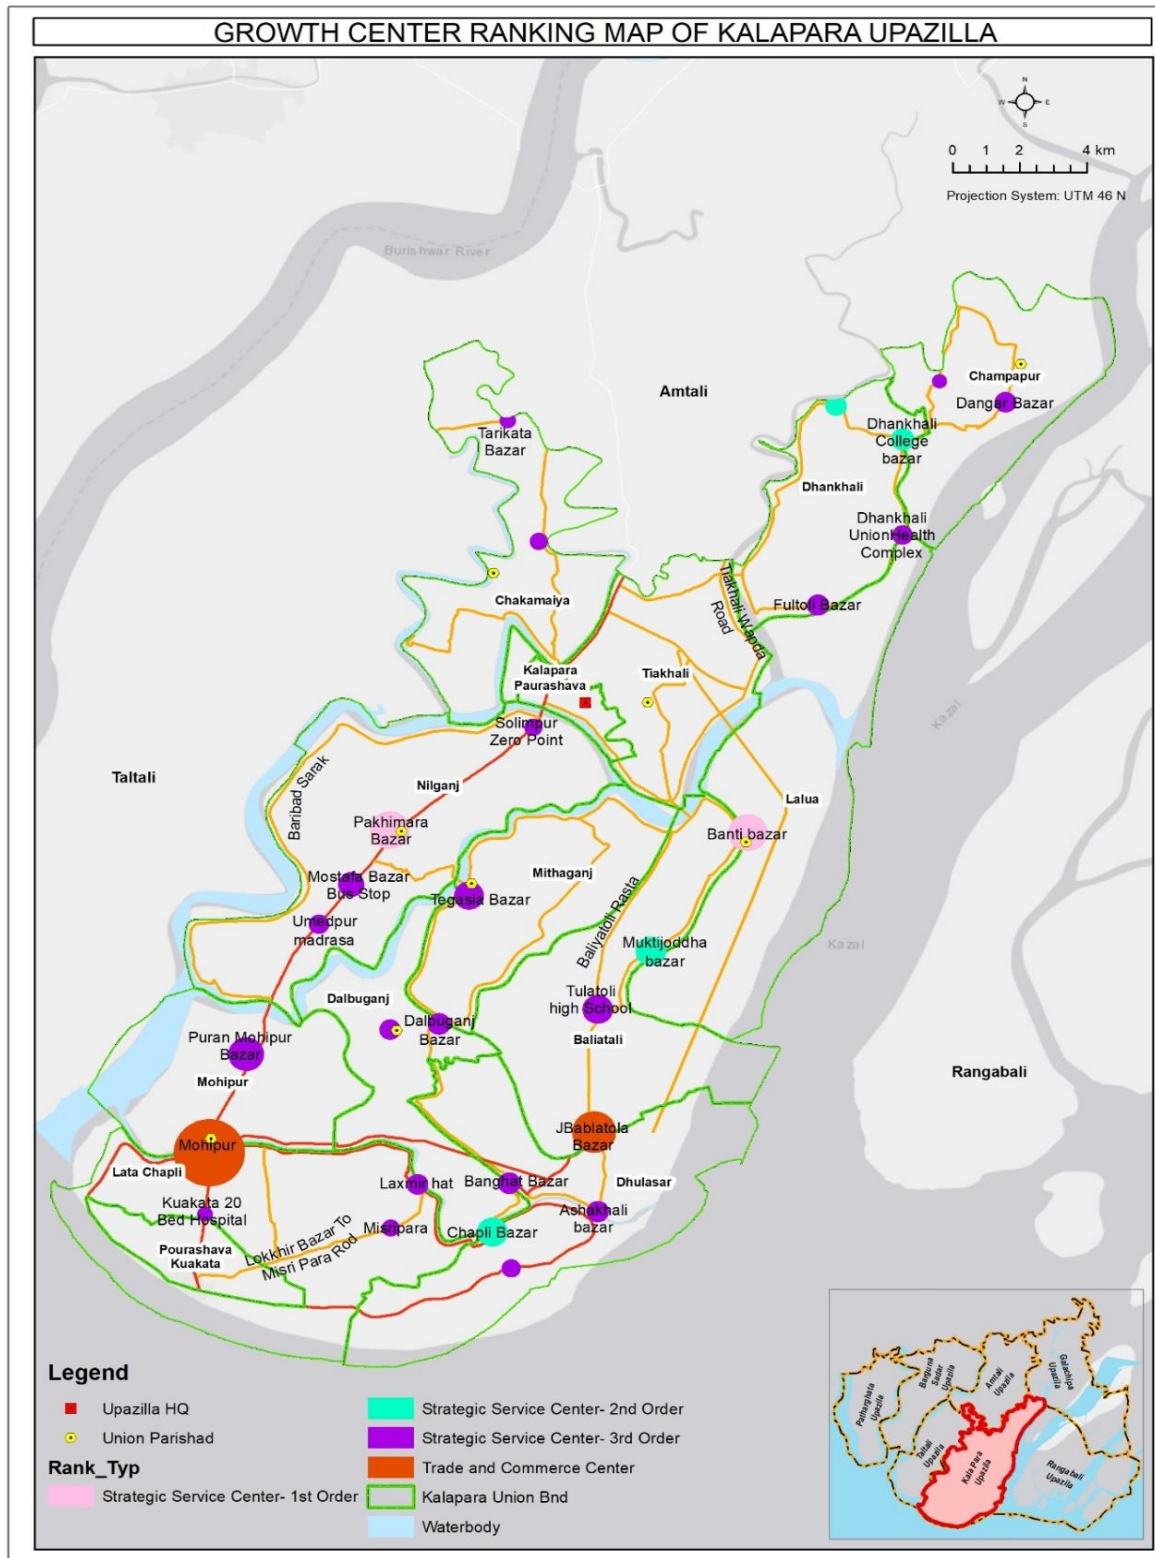 GROWTH CENTER RANKING MAP OF KALAPARA UPAZILLA
N
W
E
S
0 1 2 4 km
Projection System: UTM 46 N
Burishwar River
Amtali
Champapur
Dangar Bazar
Dhankhali
College
bazar
Tarikata
Bazar
Dhankhali
Dhankhali
UnionHealth
Complex
Chakamaiya
Tiakhali Wapda
Road
Fultoli Bazar
Kalapara
Paurashava
Tiakhali
Solimpur
Zero Point
Kazal
Taltali
Baribad Sarak
Nilganj
Lalua
Pakhimara
Bazar
Banti bazar
Mithaganj
Mostafa Bazar
Bus Stop
Tegasia Bazar
Umedpur
madrasa
Baliyatoli Rasta
Muktijoddha
bazar
Kazal
Dalbuganj
Tulatoli
high School
Dalbuganj
Bazar
Puran Mohipur
Bazar
Baliatali
Mohipur
Rangabali
JBablatola
Bazar
Mohipur
Lata Chapli
Laxmir hat
Banghat Bazar
Dhulasar
Kuakata 20
Bed Hospital
Ashakhali
bazar
Misripara
Chapli Bazar
Pourashava
Kuakata
Lokkhir Bazar To
Misri Para Rod
Legend
Upazilla HQ
Union Parishad
Rank_Typ
Strategic Service Center- 1st Order
Strategic Service Center- 2nd Order
Strategic Service Center- 3rd Order
Trade and Commerce Center
Kalapara Union Bnd
Waterbody
Patharghata
Upazila
Barguna
Sadar
Upazila
Amtali
Upazila
Galachipa
Upazila
Taltali
Upazila
Kala Para
Upazila
Rangabali
Upazila